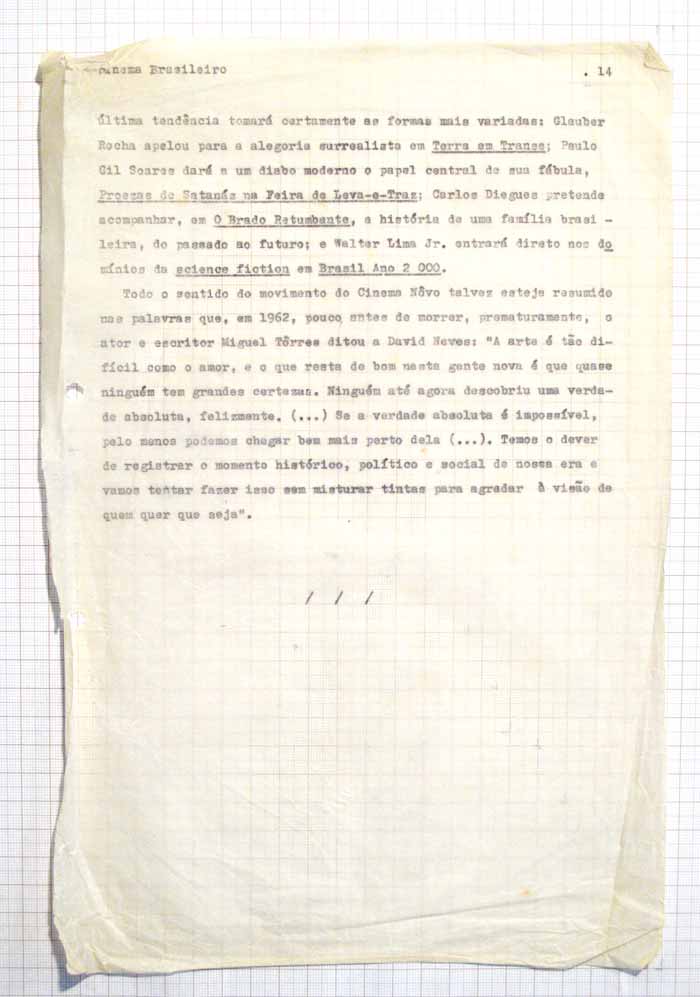 Cinema Brasileiro . 14
última tendência tomará certamente as formas mais variadas: Glauber
Rocha apelou para a alegoria surrealista em Terra em Transe; Paulo
Gil Soares dará a um diabo moderno o papel central de sua fábula,
Proezas de Satanás na Feira de Leva-e-Traz; Carlos Diegues pretende
acompanhar, em O Brado Retumbante, a história de uma família brasi -
leira, do passado ao futuro; e Walter Lima Jr. entrará direto nos do
mínios da science fiction em Brasil Ano 2 000.
Todo o sentido do movimento do Cinema Nôvo talvez esteja resumido
nas palavras que, em 1962, pouco antes de morrer, prematuramente, o
ator e escritor Miguel Tôrres ditou a David Neves: "A arte é tão di-
fícil como o amor, e o que resta de bom nesta gente nova é que quase
ninguém tem grandes certezas. Ninguém até agora descobriu uma verda-
de absoluta, felizmente. (...) Se a verdade absoluta é impossível,
pelo menos podemos chegar bem mais perto dela (...). Temos o dever
de registrar o momento histórico, político e social de nossa era e
vamos tentar fazer isso sem misturar tintas para agradar à visão de
quem quer que seja".
/ / /